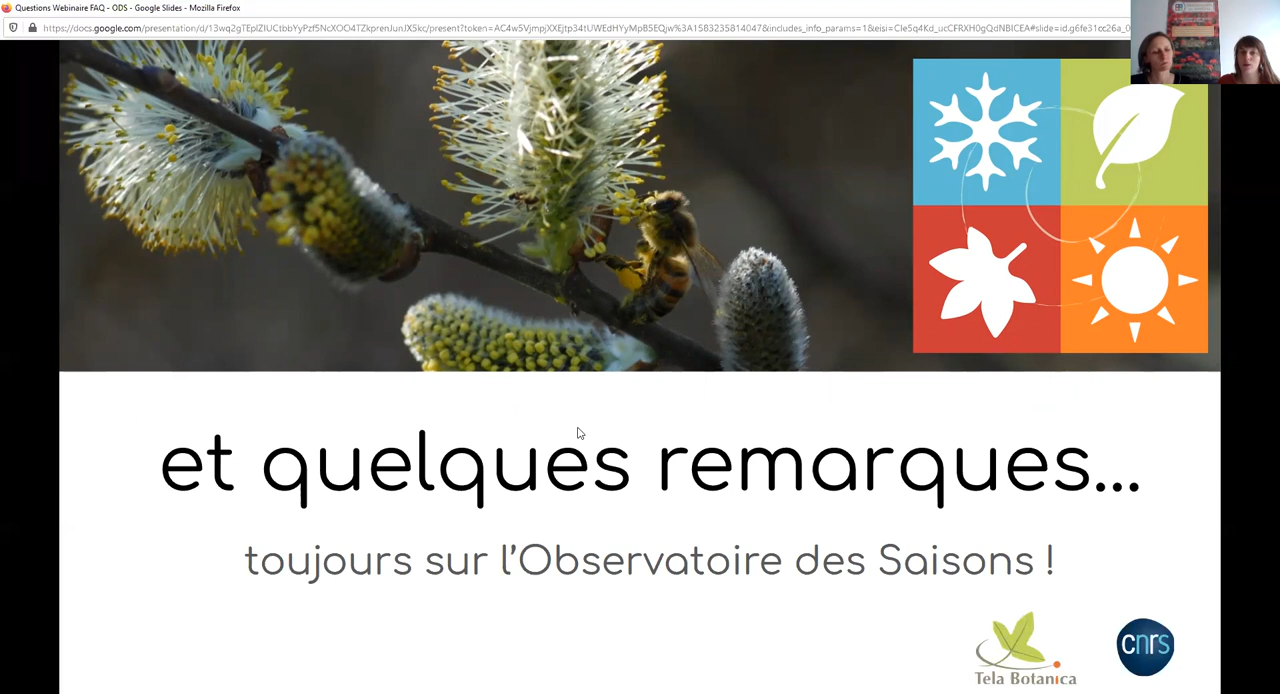 Questions Webinaire FAQ - ODS - Google Slides - Mozilla Firefox
et quelques remarques...
toujours sur l'Observatoire des Saisons !
Tela Botanica
cnrs